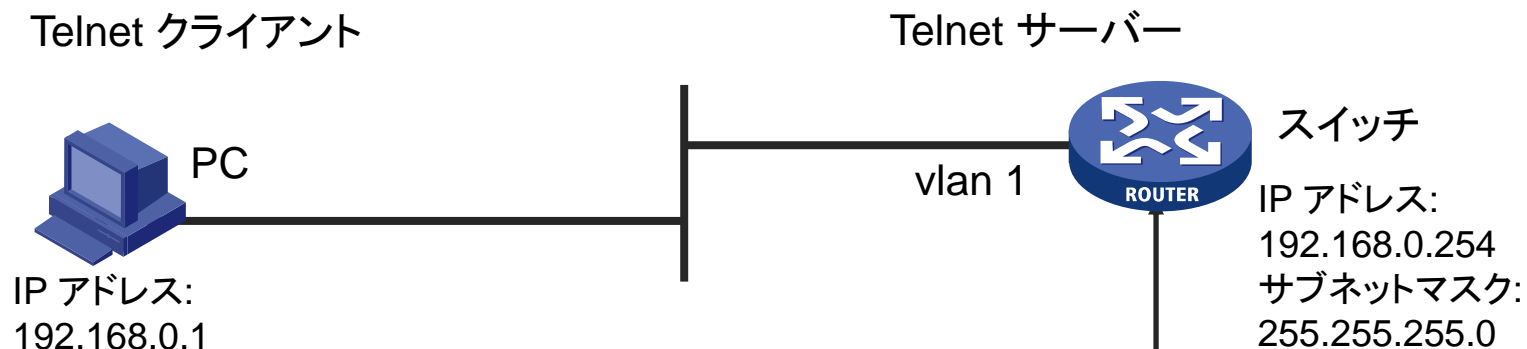 Telnet クライアント
Telnet サーバー
PC
vlan 1
ROUTER
スイッチ
IP アドレス:
192.168.0.254
サブネットマスク:
255.255.255.0
IP アドレス:
192.168.0.1